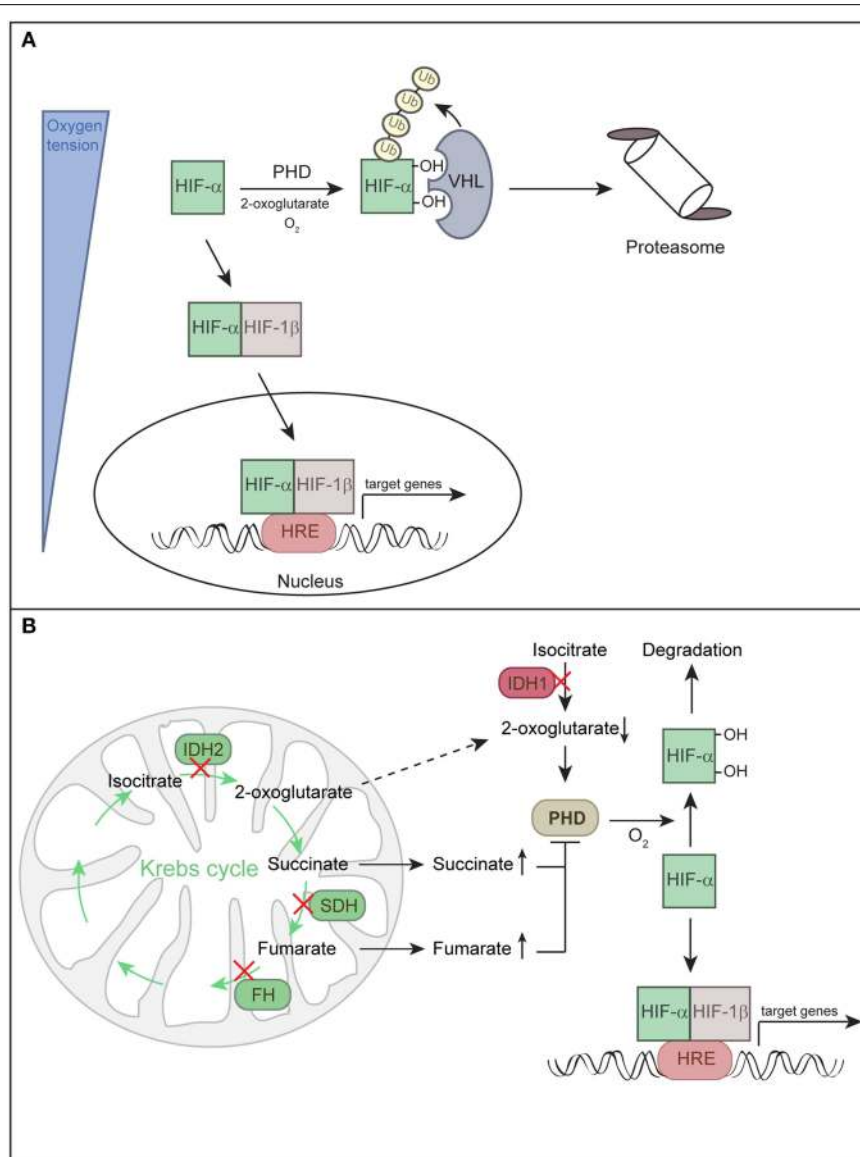 A
Oxygen
tension
HIF-α
PHD
2-oxoglutarate
O₂
Ub
Ub
Ub
Ub
HIF-α
-OH
-OH
VHL
Proteasome
HIF-α HIF-1β
HIF-α HIF-1β
target genes
HRE
Nucleus
B
Isocitrate
Degradation
IDH1
2-oxoglutarate
-OH
HIF-α
-OH
IDH2
Isocitrate
2-oxoglutarate
PHD
O₂
Krebs cycle
Succinate
Succinate
HIF-α
SDH
Fumarate
Fumarate
FH
HIF-α HIF-1β
target genes
HRE